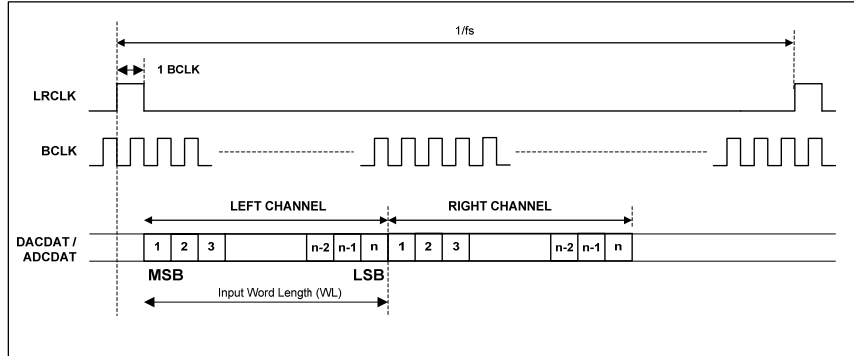 1/fs
1 BCLK
LRCLK
BCLK
LEFT CHANNEL RIGHT CHANNEL
DACDAT /
ADCDAT
1 2 3 n-2 n-1 n 1 2 3 n-2 n-1 n
MSB LSB
Input Word Length (WL)